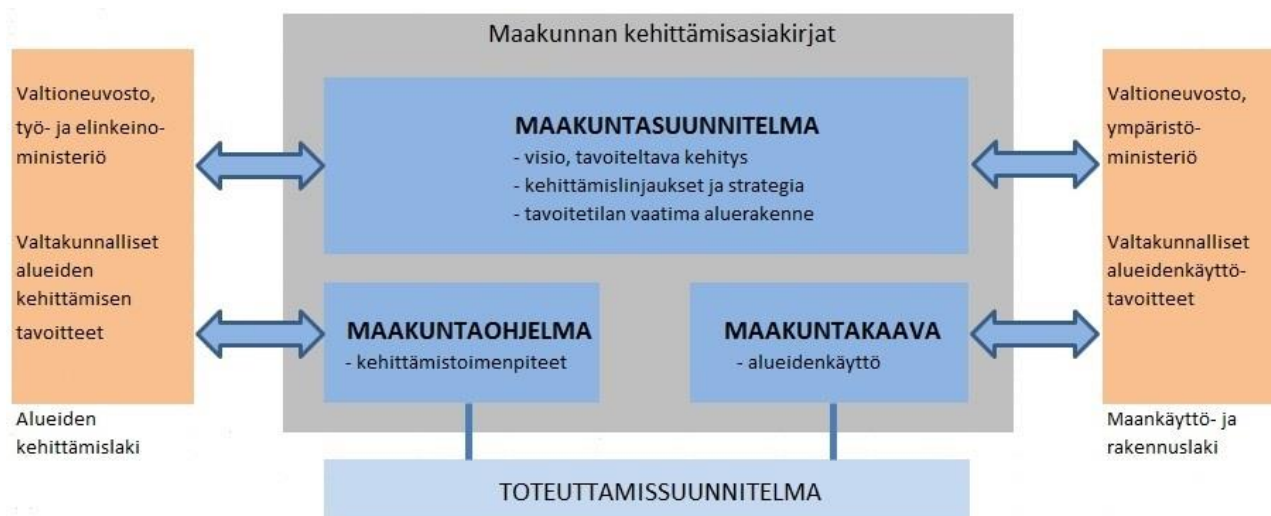 Maakunnan kehittämisasiakirjat
Valtioneuvosto,
työ- ja elinkeino-
ministeriö
Valtakunnalliset
alueiden
kehittämisen
tavoitteet
Alueiden
kehittämislaki
MAAKUNTASUUNNITELMA
- visio, tavoiteltava kehitys
- kehittämislinjaukset ja strategia
- tavoitetilan vaatima aluerakenne
MAAKUNTAOHJELMA
- kehittämistoimenpiteet
MAAKUNTAKAAVA
- alueidenkäyttö
Valtioneuvosto,
ympäristö-
ministeriö
Valtakunnalliset
alueidenkäyttö-
tavoitteet
Maankäyttö- ja
rakennuslaki
TOTEUTTAMISSUUNNITELMA